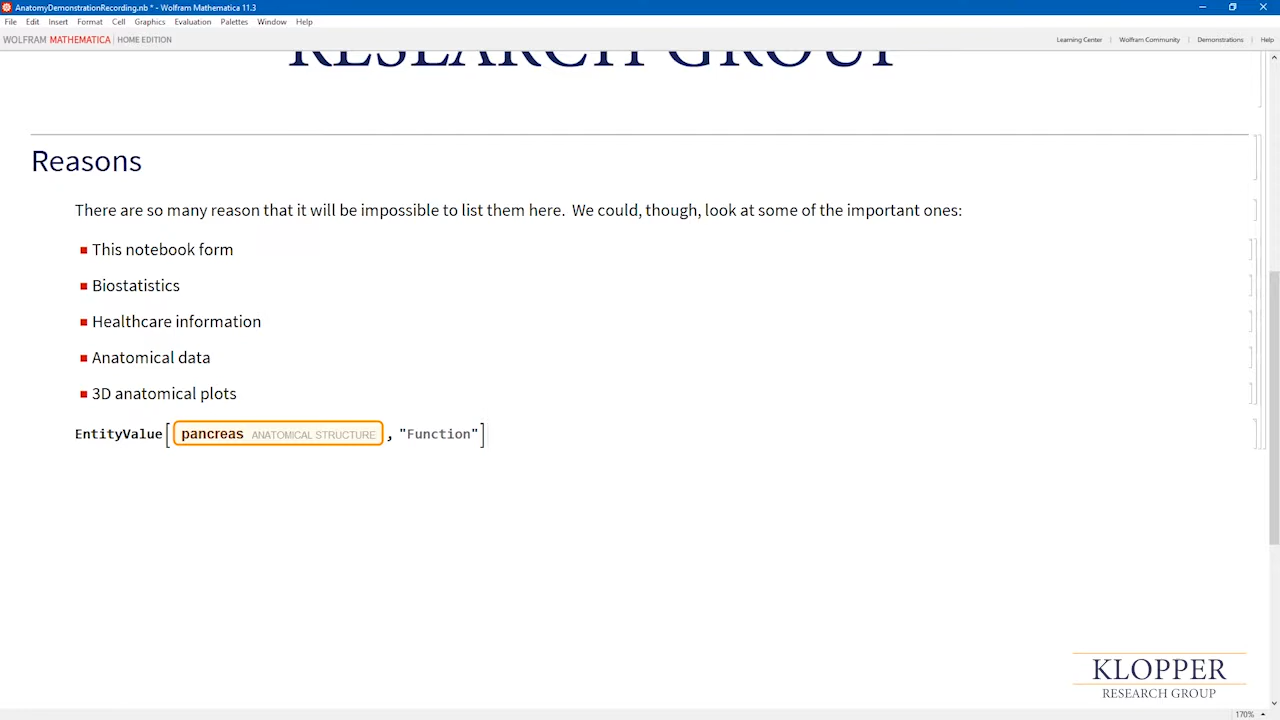 AnatomyDemonstrationRecording.nb * - Wolfram Mathematica 11.3
File Edit Insert Format Cell Graphics Evaluation Palettes Window Help
WOLFRAM MATHEMATICA | HOME EDITION Learning Center | Wolfram Community | Demonstrations | Help
RESEARCH GROUP
Reasons
There are so many reason that it will be impossible to list them here. We could, though, look at some of the important ones:
This notebook form
Biostatistics
Healthcare information
Anatomical data
3D anatomical plots
EntityValue[pancreas ANATOMICAL STRUCTURE, "Function"]
KLOPPER
RESEARCH GROUP
170%